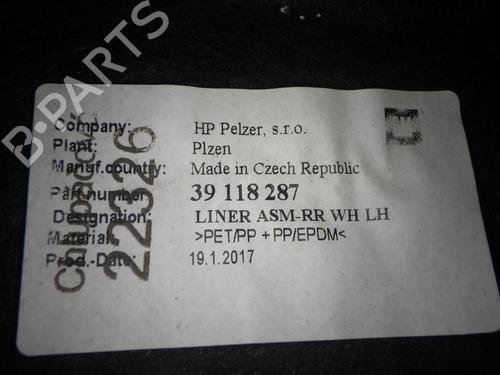 B-PARTS
Company: HP Pelzer, s.r.o.
Plant: Plzen
Manuf.country: Made in Czech Republic
Part number 39 118 287
Designation: LINER ASM-RR WH LH
Material: >PET/PP + PP/EPDM<
Prod.-Date: 19.1.2017
22326